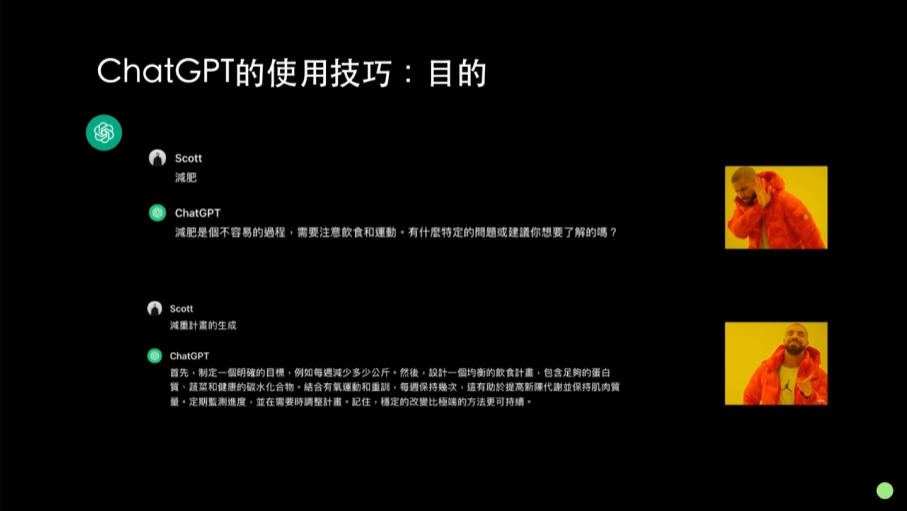 ChatGPT的使用技巧：目的
Scott
減肥
ChatGPT
減肥是個不容易的過程，需要注意飲食和運動。有什麼特定的問題或建議你想要了解的嗎？
Scott
減重計畫的生成
ChatGPT
首先，制定一個明確的目標，例如每週減少多少公斤。然後，設計一個均衡的飲食計畫，包含足夠的蛋白
質、蔬菜和健康的碳水化合物。結合有氧運動和重訓，每週保持幾次，這有助於提高新陳代謝並保持肌肉質
量。定期監測進度，並在需要時調整計畫。記住，穩定的改變比極端的方法更可持續。